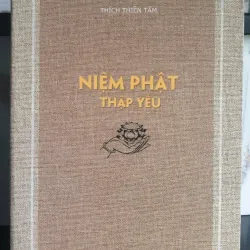 THÍCH THIỀN TÂM
NIỆM PHẬT
THẬP YẾU